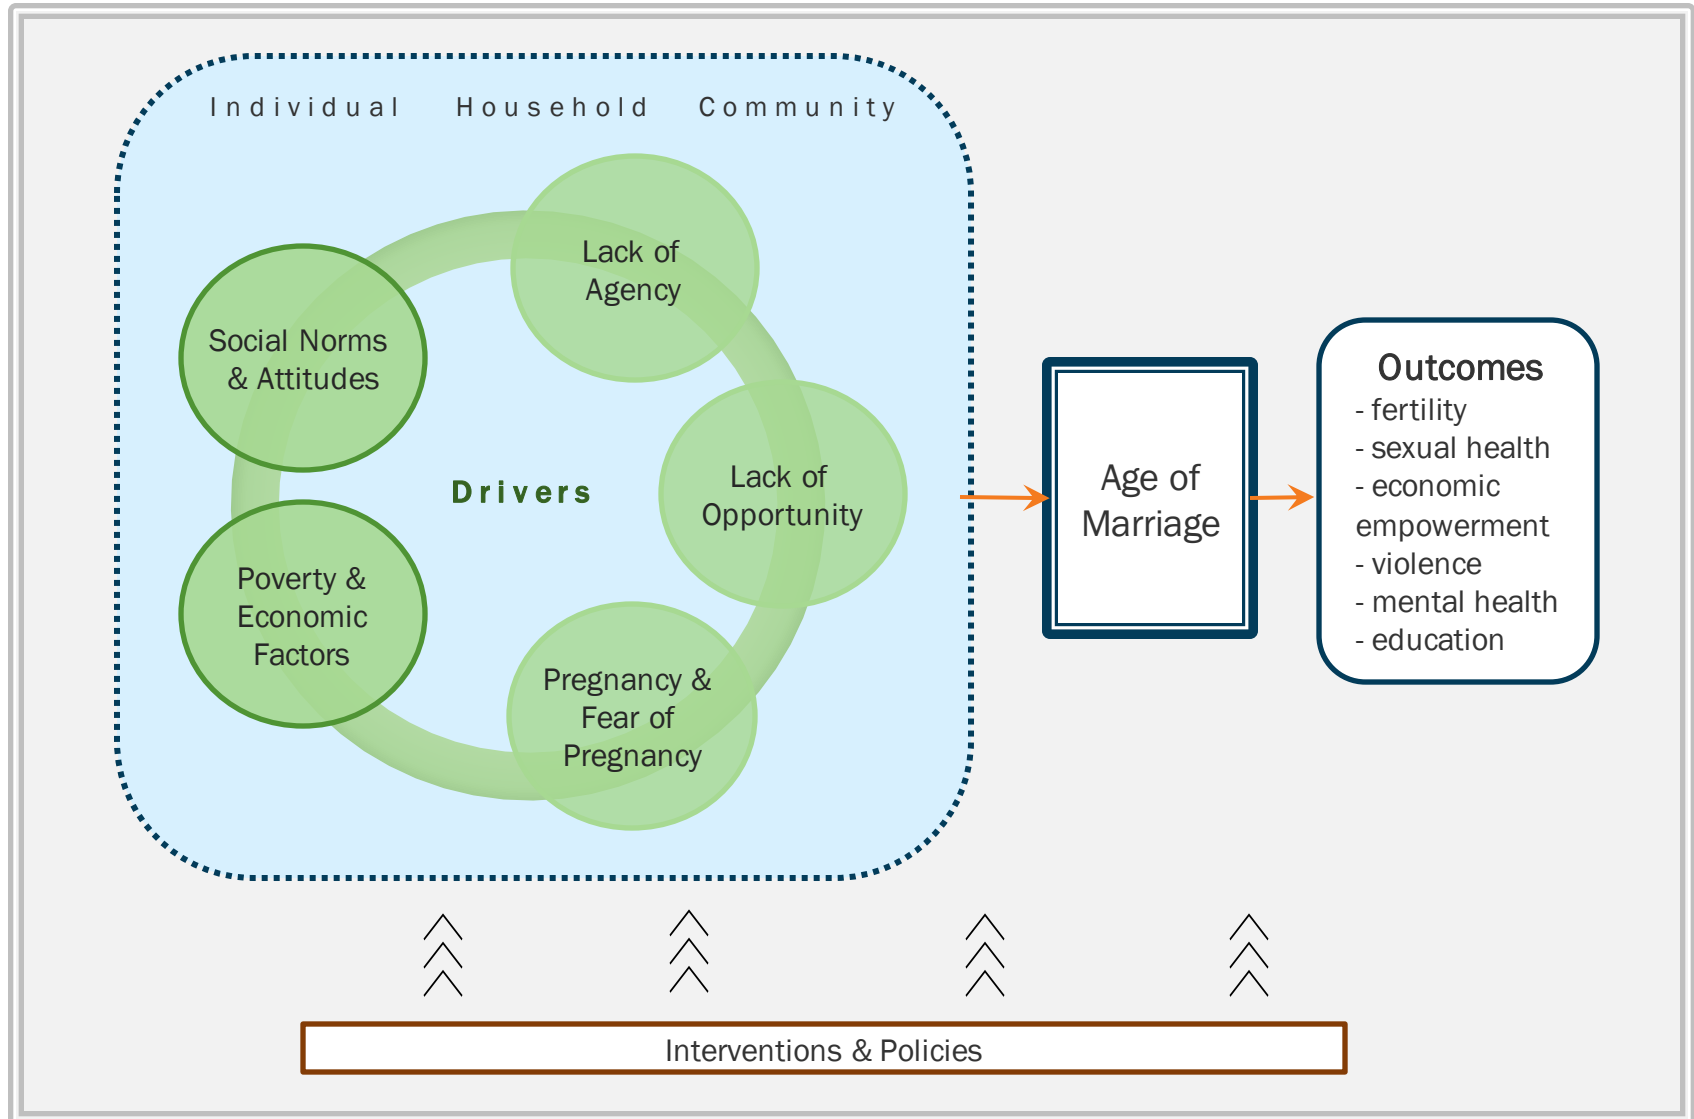 Individual Household Community
Lack of
Agency
Social Norms
& Attitudes
Drivers
Lack of
Opportunity
Poverty &
Economic
Factors
Pregnancy &
Fear of
Pregnancy
Age of
Marriage
Outcomes
- fertility
- sexual health
- economic
empowerment
- violence
- mental health
- education
Interventions & Policies